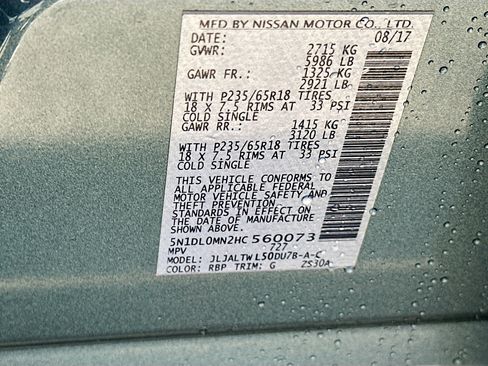 MFD BY NISSAN MOTOR CO., LTD.
DATE: 08/17
GVWR: 2715 KG
5986 LB
GAWR FR.: 1325 KG
2921 LB
WITH P235/65R18 TIRES
18 X 7.5 RIMS AT 33 PSI
COLD SINGLE
GAWR RR.: 1415 KG
3120 LB
WITH P235/65R18 TIRES
18 X 7.5 RIMS AT 33 PSI
COLD SINGLE
THIS VEHICLE CONFORMS TO
ALL APPLICABLE FEDERAL
MOTOR VEHICLE SAFETY AND
THEFT PREVENTION
STANDARDS IN EFFECT ON
THE DATE OF MANUFACTURE
SHOWN ABOVE.
5N1DL0MN2HC560073
MPV 727
MODEL: JLJALTWL50DU7B-A-C
COLOR: RBP TRIM: G ZS30A